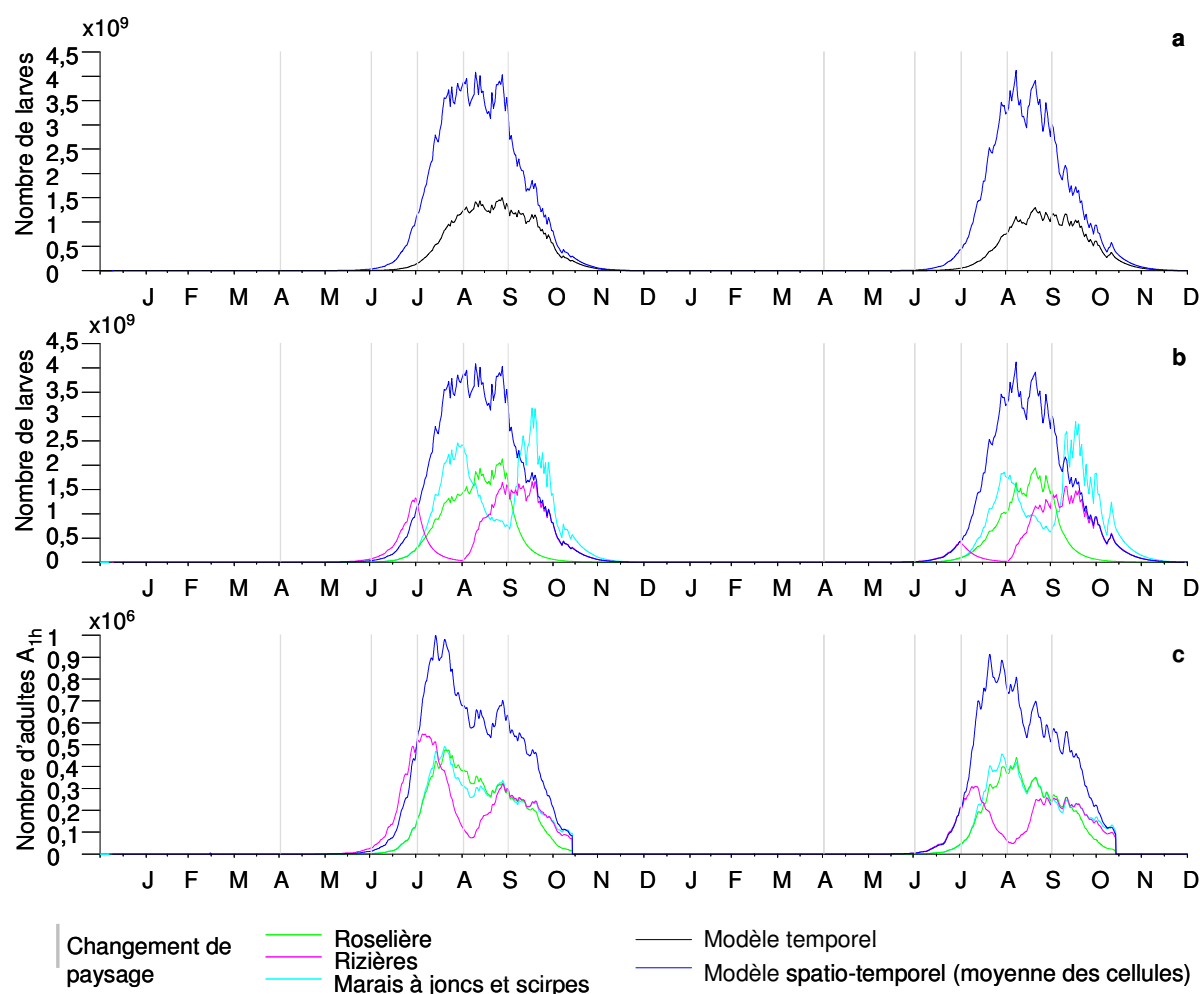 x10⁹
a
Nombre de larves
4,5
4
3,5
3
2,5
2
1,5
1
0,5
0
J F M A M J J A S O N D J F M A M J J A S O N D
x10⁹
b
Nombre de larves
4,5
4
3,5
3
2,5
2
1,5
1
0,5
0
J F M A M J J A S O N D J F M A M J J A S O N D
x10⁶
c
Nombre d'adultes A1h
1
0,9
0,8
0,7
0,6
0,5
0,4
0,3
0,2
0,1
0
J F M A M J J A S O N D J F M A M J J A S O N D
Changement de
paysage
Roselière
Rizières
Marais à joncs et scirpes
Modèle temporel
Modèle spatio-temporel (moyenne des cellules)